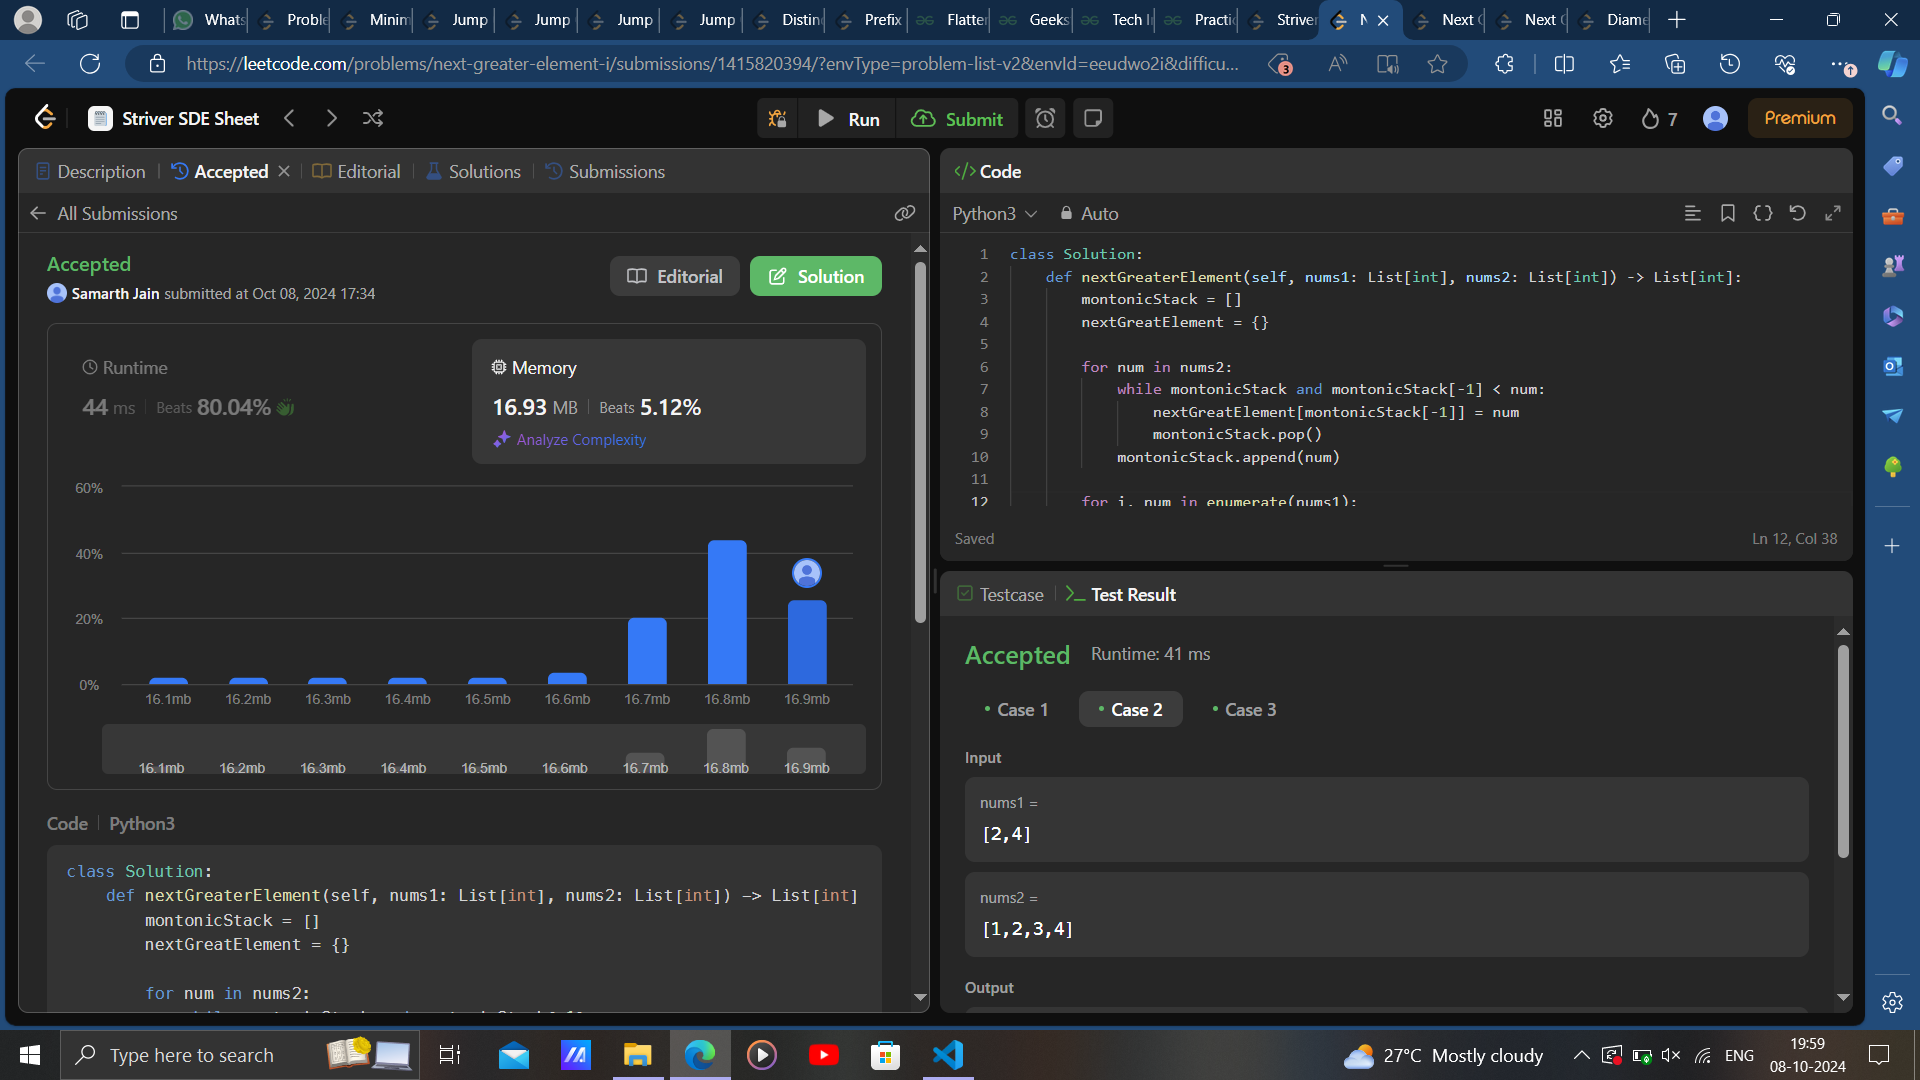 Whats
Proble
Minim
Jump
Jump
Jump
Jump
Distin
Prefix
Flatter
Geeks
Tech I
Practic
Striver
N
Next G
Next G
Diame
https://leetcode.com/problems/next-greater-element-i/submissions/1415820394/?envType=problem-list-v2&envId=eeudwo2i&difficu...
3
Striver SDE Sheet
Run
Submit
7
Premium
Description
Accepted
Editorial
Solutions
Submissions
All Submissions
Accepted
Samarth Jain submitted at Oct 08, 2024 17:34
Editorial
Solution
Runtime
44 ms
Beats 80.04%
Memory
16.93 MB
Beats 5.12%
Analyze Complexity
60%
40%
20%
0%
16.1mb 16.2mb 16.3mb 16.4mb 16.5mb 16.6mb 16.7mb 16.8mb 16.9mb
16.1mb 16.2mb 16.3mb 16.4mb 16.5mb 16.6mb 16.7mb 16.8mb 16.9mb
Code
Python3
class Solution:
def nextGreaterElement(self, nums1: List[int], nums2: List[int]) -> List[int]
montonicStack = []
nextGreatElement = {}
for num in nums2:
Code
Python3
Auto
1 class Solution:
2 def nextGreaterElement(self, nums1: List[int], nums2: List[int]) -> List[int]:
3 montonicStack = []
4 nextGreatElement = {}
5
6 for num in nums2:
7 while montonicStack and montonicStack[-1] < num:
8 nextGreatElement[montonicStack[-1]] = num
9 montonicStack.pop()
10 montonicStack.append(num)
11
12 for i, num in enumerate(nums1):
Saved
Ln 12, Col 38
Testcase
Test Result
Accepted
Runtime: 41 ms
Case 1
Case 2
Case 3
Input
nums1 =
[2,4]
nums2 =
[1,2,3,4]
Output
Type here to search
27°C Mostly cloudy
ENG
19:59
08-10-2024